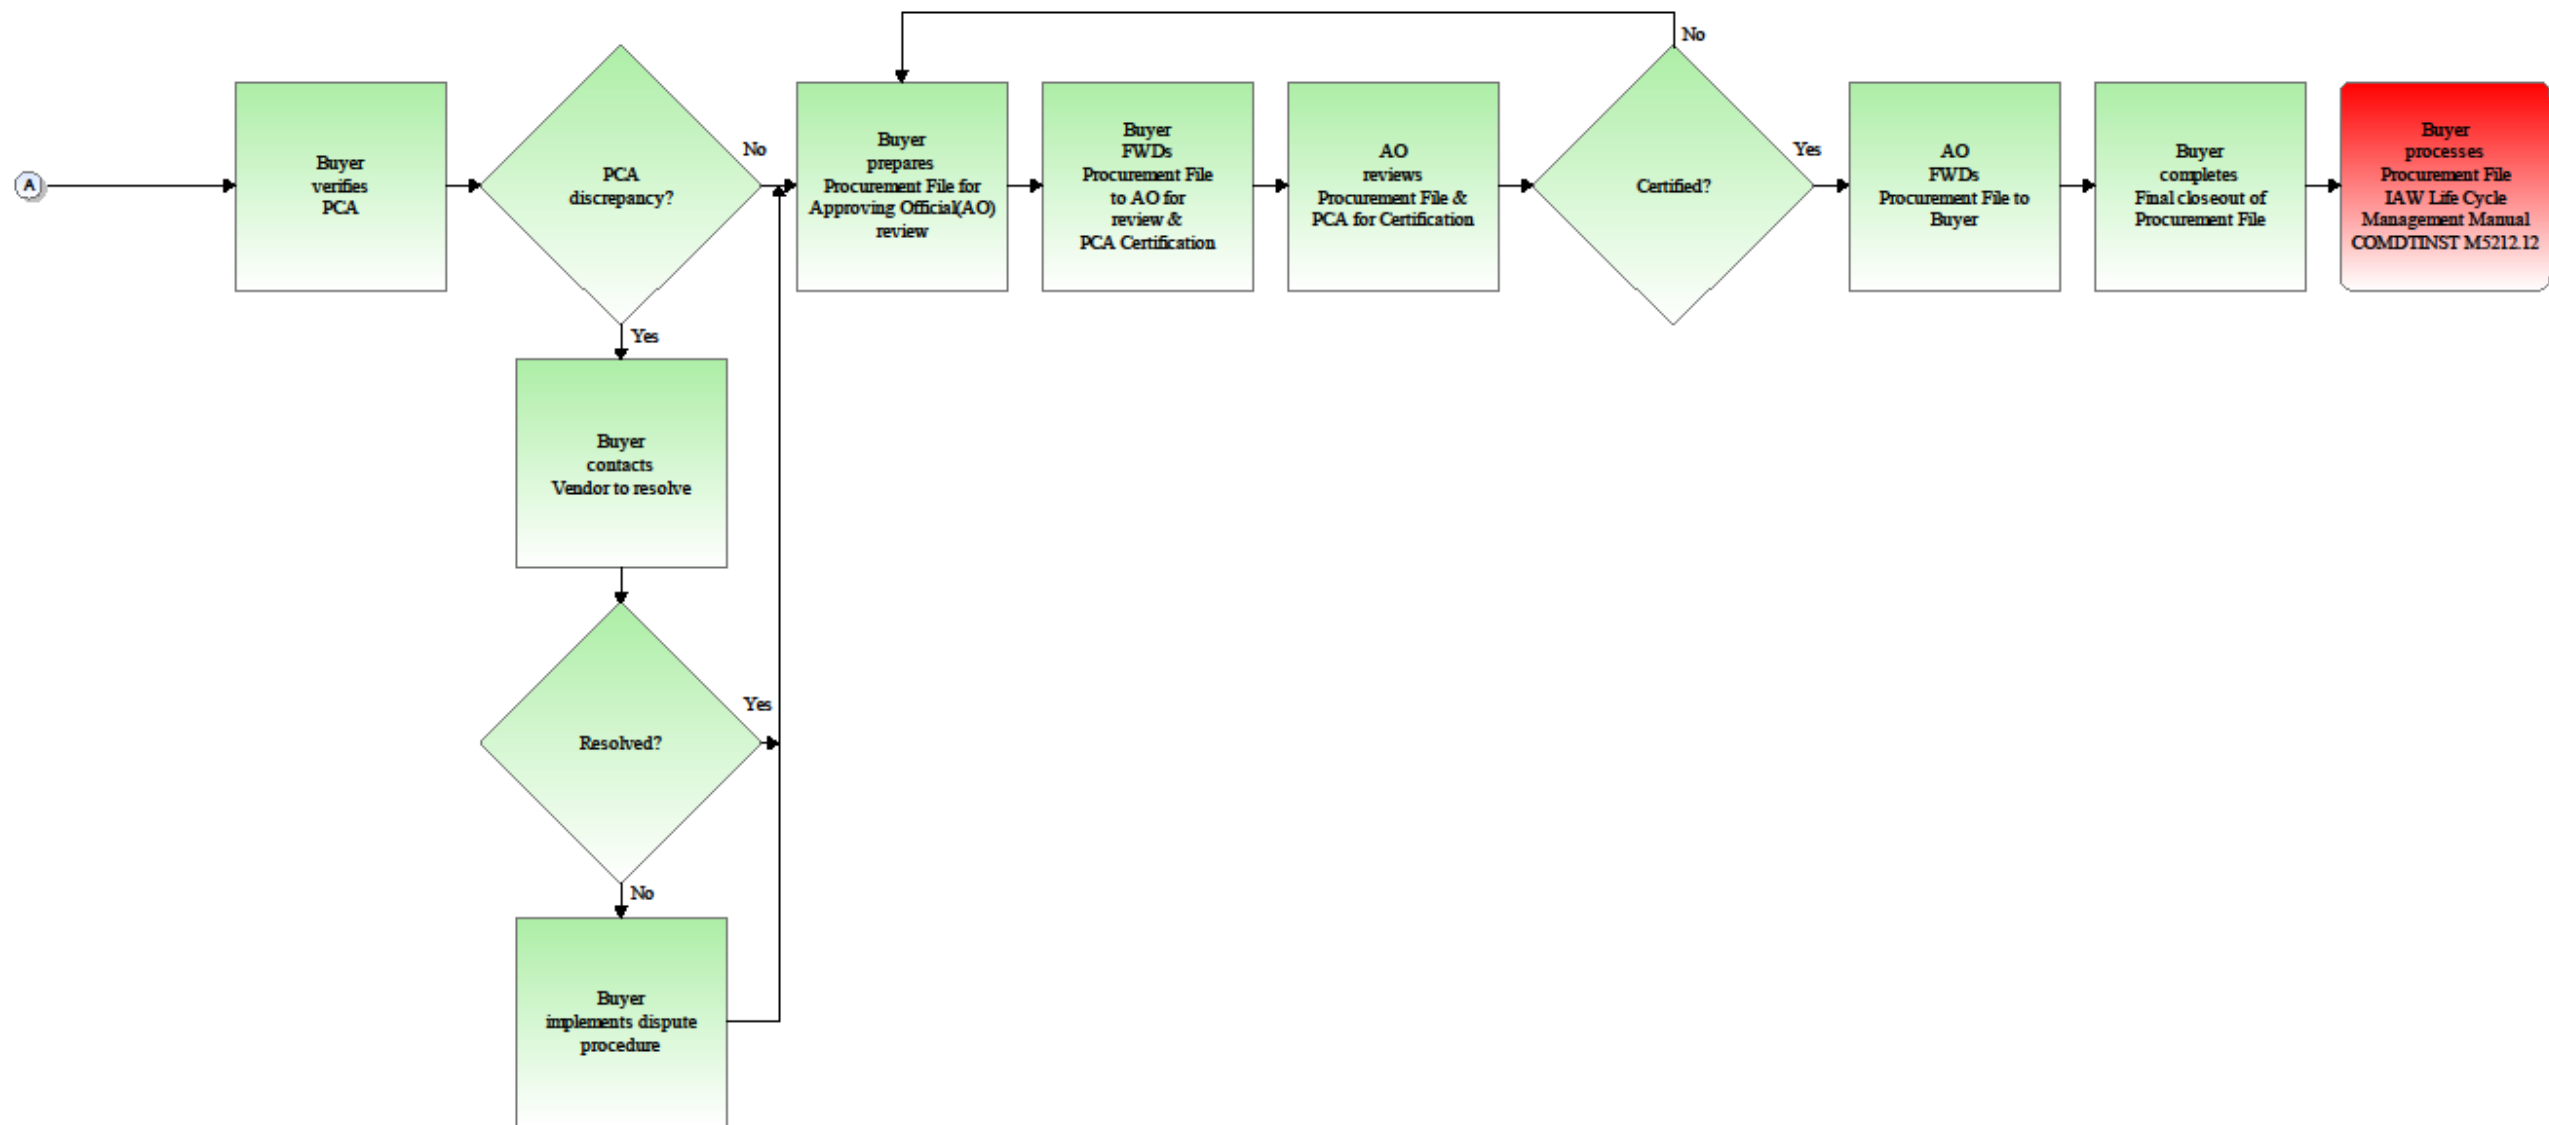 A
Buyer
verifies
PCA
PCA
discrepancy?
No
Yes
Buyer
contacts
Vendor to resolve
Resolved?
Yes
No
Buyer
implements dispute
procedure
Buyer
prepares
Procurement File for
Approving Official(AO)
review
Buyer
FWDs
Procurement File
to AO for
review &
PCA Certification
AO
reviews
Procurement File &
PCA for Certification
Certified?
No
Yes
AO
FWDs
Procurement File to
Buyer
Buyer
completes
Final closeout of
Procurement File
Buyer
processes
Procurement File
IAW Life Cycle
Management Manual
COMDTINST M5212.12